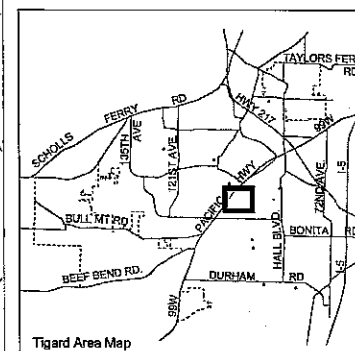 TAYLORS FER
RD
SCHOLLS
FERRY
RD
135TH
AVE
121ST AVE
HWY 217
99W
HWY
PACIFIC
72ND AVE
I-5
BULL MT RD
HALL BLVD.
BONITA
RD
BEEF BEND RD.
DURHAM
RD
99W
I-5
Tigard Area Map